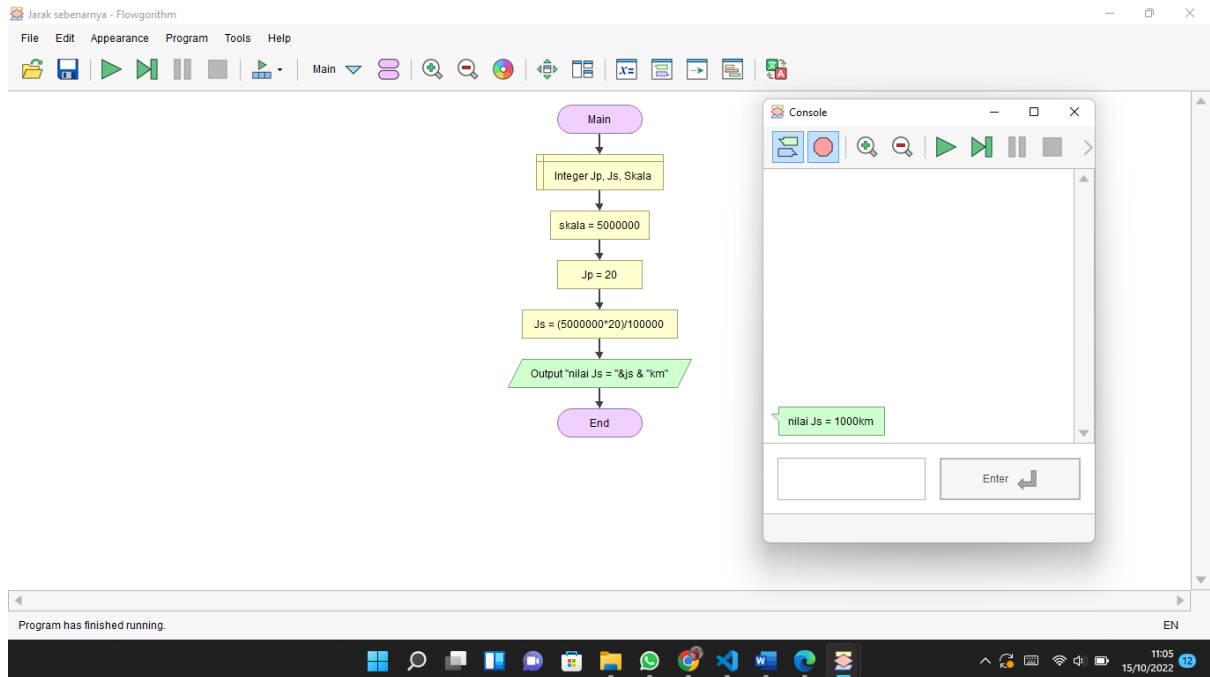 Jarak sebenarnya - Flowgorithm
File Edit Appearance Program Tools Help
Main
Main
Integer Jp, Js, Skala
skala = 5000000
Jp = 20
Js = (5000000*20)/100000
Output "nilai Js = "&js & "km"
End
Console
nilai Js = 1000km
Enter
Program has finished running.
EN
11:05
15/10/2022
12